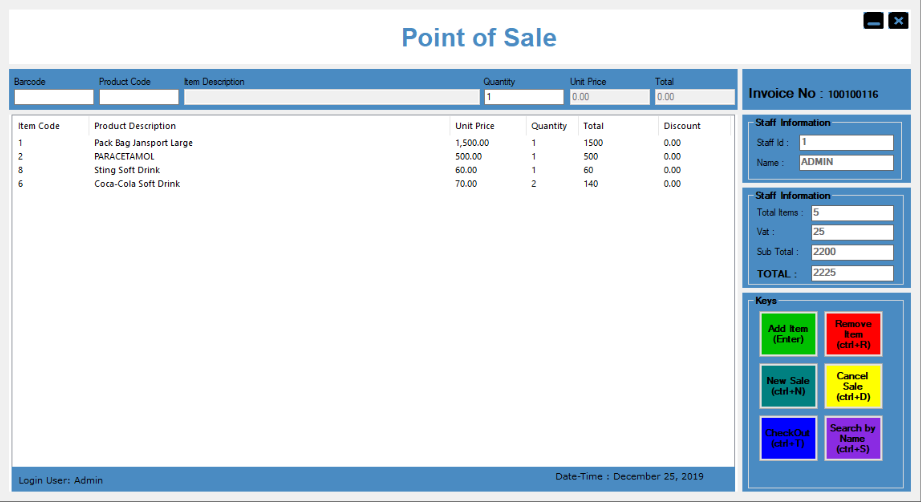 Point of Sale
Barcode Product Code Item Description Quantity Unit Price Total
1 0.00 0.00
Invoice No : 100100116
Item Code Product Description Unit Price Quantity Total Discount
1 Pack Bag Jansport Large 1,500.00 1 1500 0.00
2 PARACETAMOL 500.00 1 500 0.00
8 Sting Soft Drink 60.00 1 60 0.00
6 Coca-Cola Soft Drink 70.00 2 140 0.00
Staff Information
Staff Id : 1
Name : ADMIN
Staff Information
Total Items : 5
Vat : 25
Sub Total : 2200
TOTAL : 2225
Keys
Add Item
(Enter)
Remove
Item
(ctrl+R)
New Sale
(ctrl+N)
Cancel
Sale
(ctrl+D)
CheckOut
Search by
Name
(ctrl+S)
Login User: Admin
Date-Time : December 25, 2019